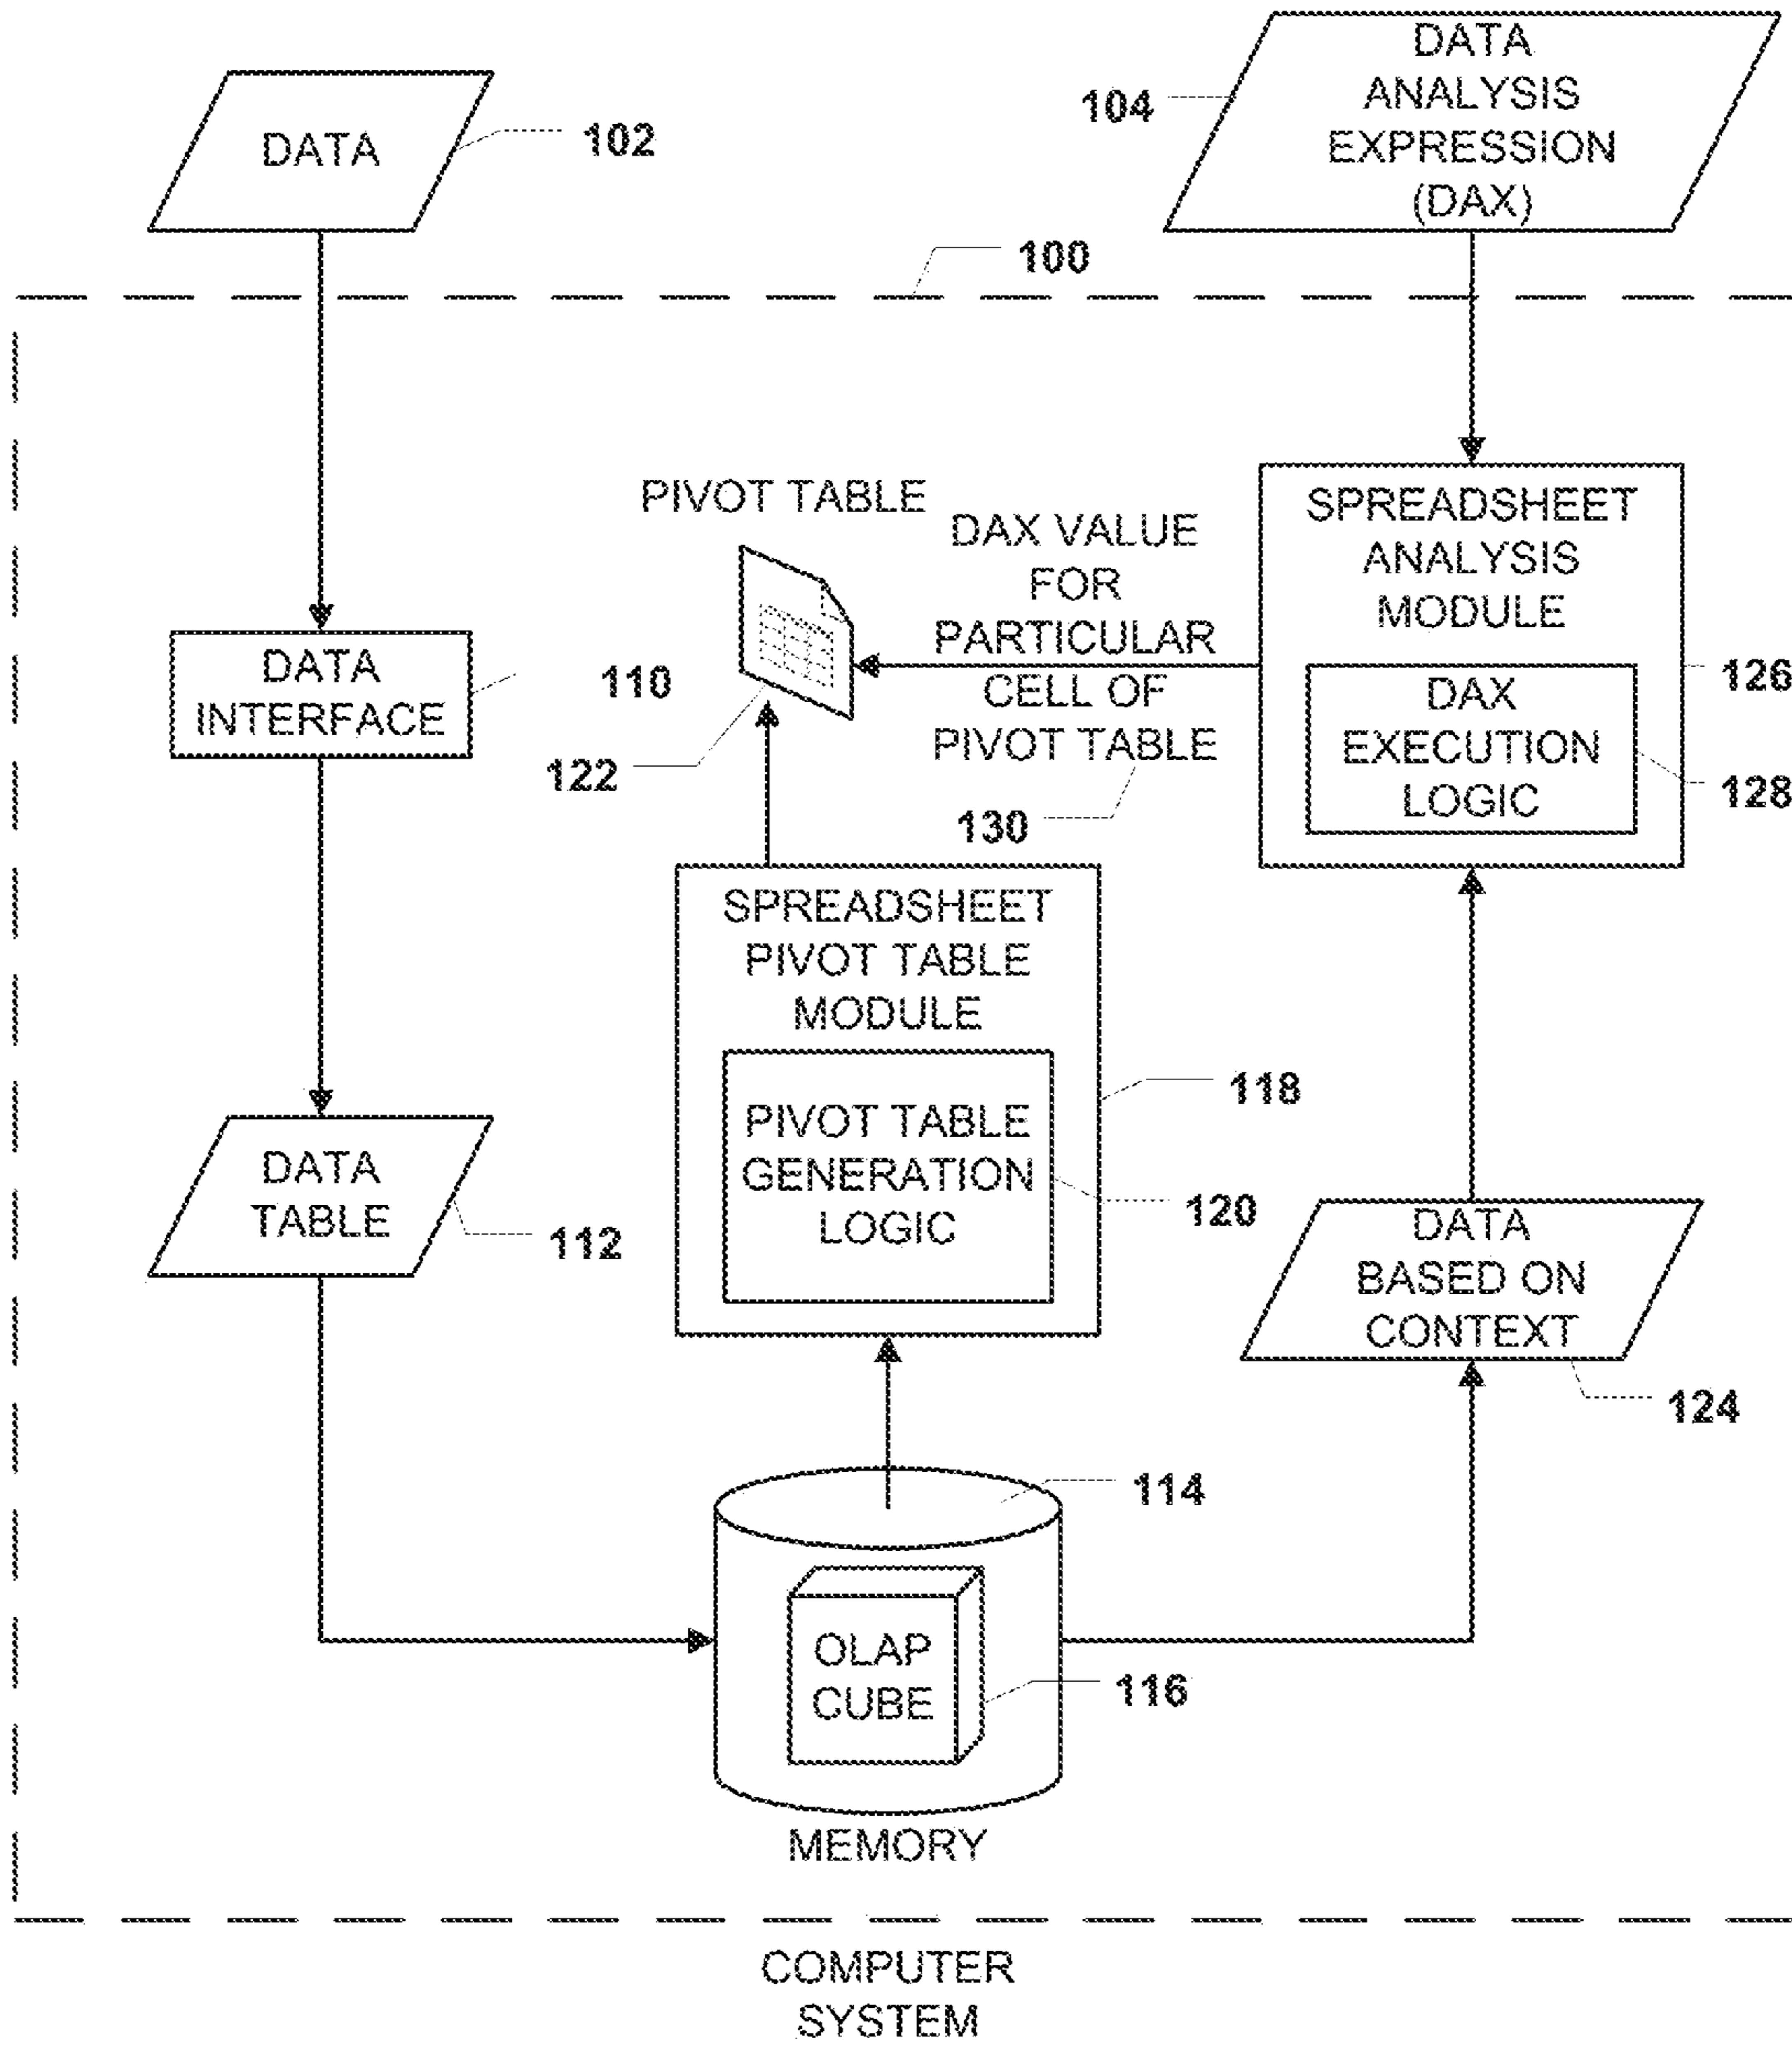 DATA
ANALYSIS
EXPRESSION
(DAX)
104
DATA
102
100
PIVOT TABLE
DAX VALUE
FOR
PARTICULAR
CELL OF
PIVOT TABLE
130
122
SPREADSHEET
ANALYSIS
MODULE
126
DAX
EXECUTION
LOGIC
128
DATA
INTERFACE
110
SPREADSHEET
PIVOT TABLE
MODULE
118
PIVOT TABLE
GENERATION
LOGIC
120
DATA
TABLE
112
DATA
BASED ON
CONTEXT
124
114
OLAP
CUBE
116
MEMORY
COMPUTER
SYSTEM